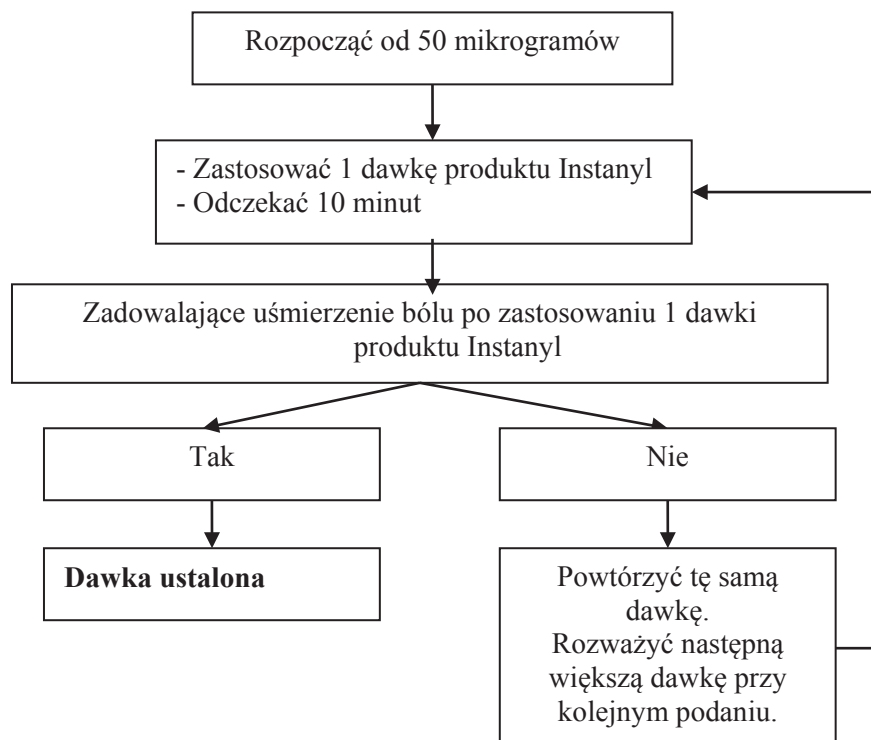 Rozpocząć od 50 mikrogramów
- Zastosować 1 dawkę produktu Instanyl
- Odczekać 10 minut
Zadowalające uśmierzenie bólu po zastosowaniu 1 dawki
produktu Instanyl
Tak
Nie
Dawka ustalona
Powtórzyć tę samą
dawkę.
Rozważyć następną
większą dawkę przy
kolejnym podaniu.